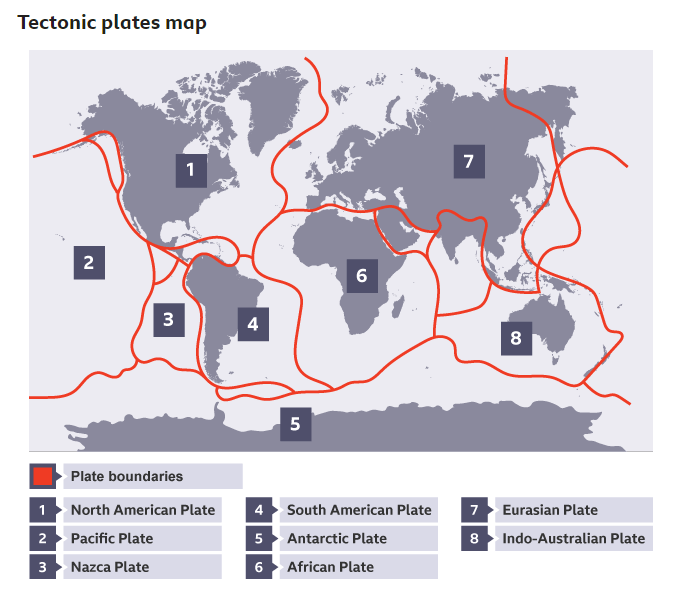 Tectonic plates map
1
7
2
6
3
4
8
5
Plate boundaries
1 North American Plate
4 South American Plate
7 Eurasian Plate
2 Pacific Plate
5 Antarctic Plate
8 Indo-Australian Plate
3 Nazca Plate
6 African Plate